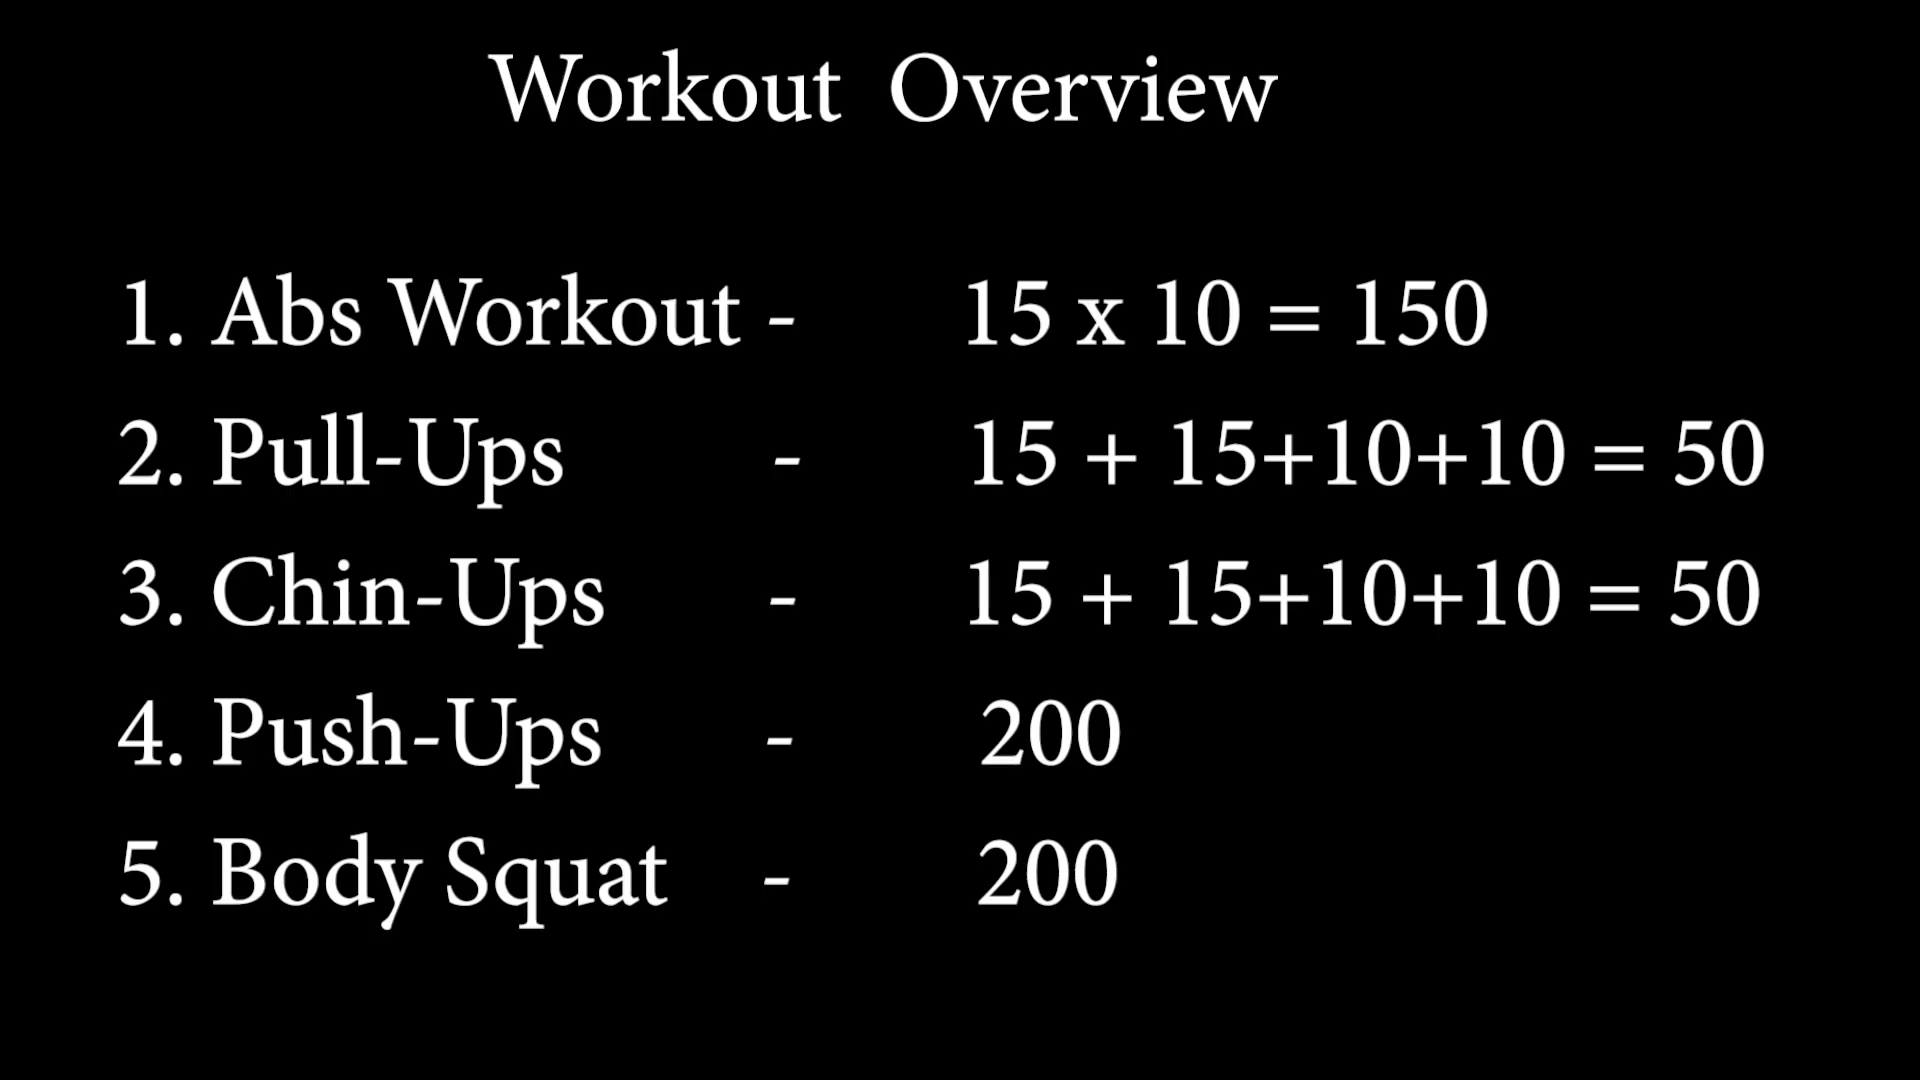 Workout Overview
1. Abs Workout - 15 x 10 = 150
2. Pull-Ups - 15 + 15+10+10 = 50
3. Chin-Ups - 15 + 15+10+10 = 50
4. Push-Ups - 200
5. Body Squat - 200